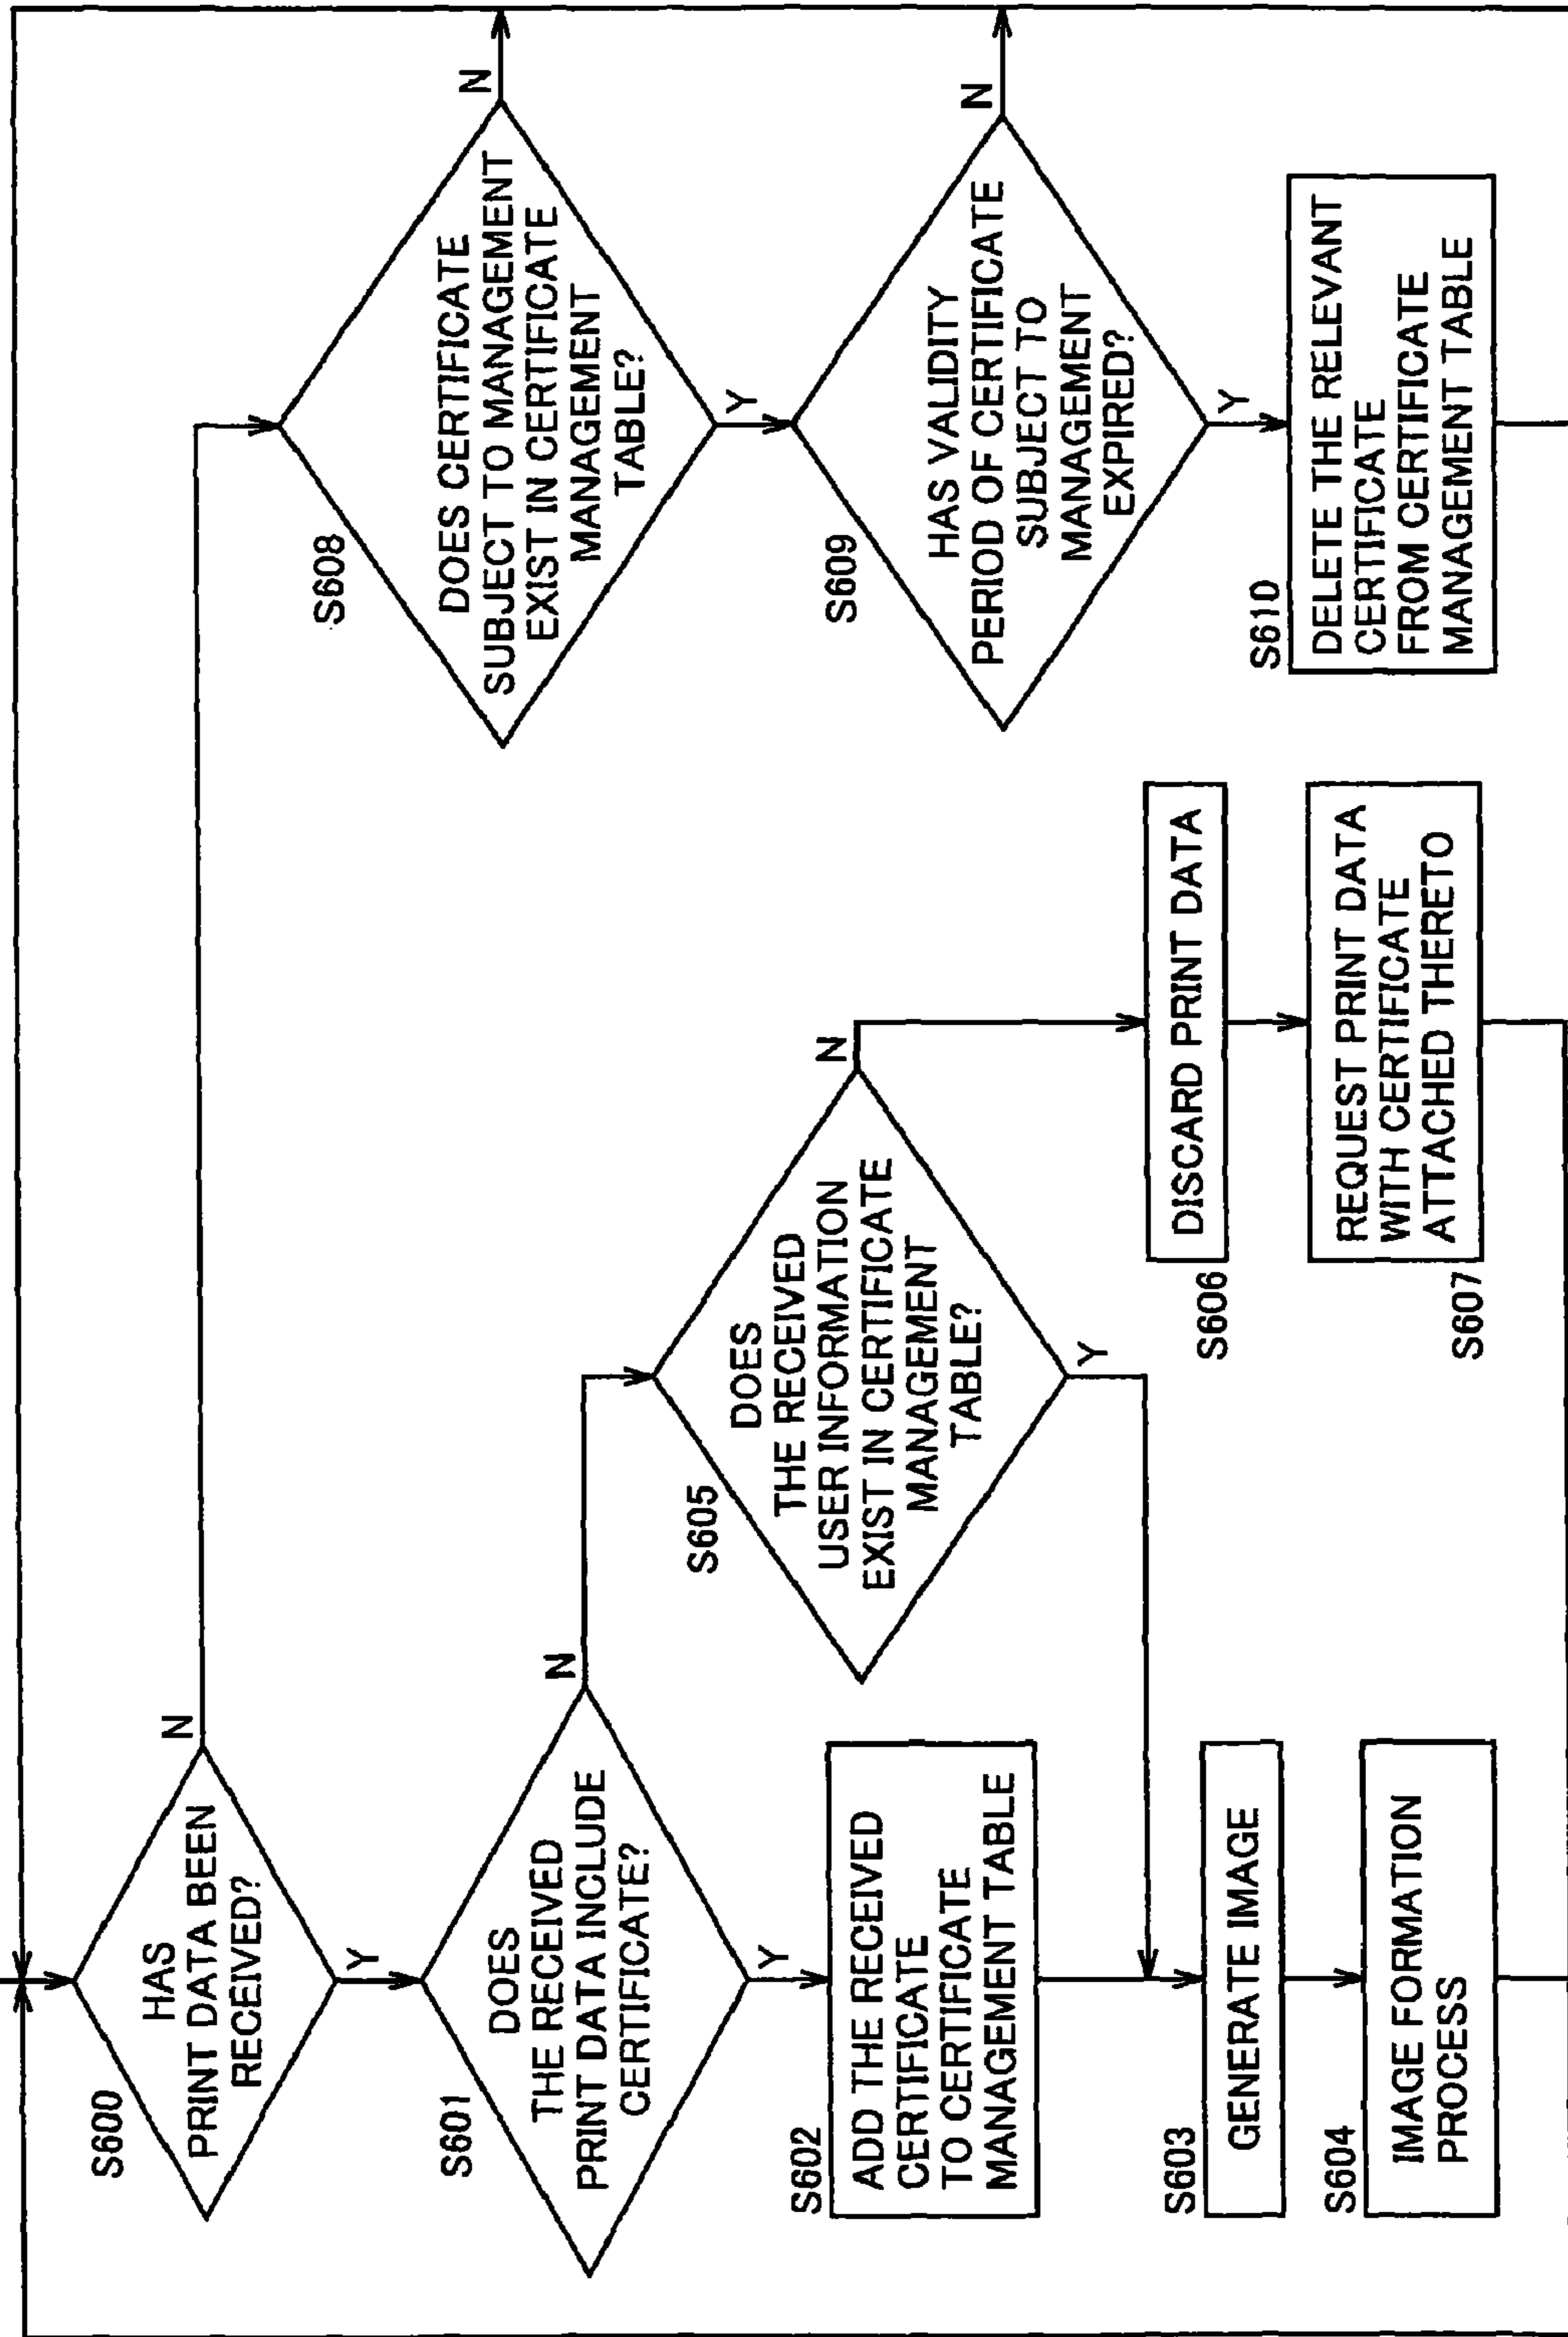 S600
HAS
PRINT DATA BEEN
RECEIVED?
N
Y
S601
DOES
THE RECEIVED
PRINT DATA INCLUDE
CERTIFICATE?
N
Y
S602
ADD THE RECEIVED
CERTIFICATE
TO CERTIFICATE
MANAGEMENT TABLE
S603
GENERATE IMAGE
S604
IMAGE FORMATION
PROCESS
S605
DOES
THE RECEIVED
USER INFORMATION
EXIST IN CERTIFICATE
MANAGEMENT
TABLE?
N
Y
S606
DISCARD PRINT DATA
S607
REQUEST PRINT DATA
WITH CERTIFICATE
ATTACHED THERETO
S608
DOES CERTIFICATE
SUBJECT TO MANAGEMENT
EXIST IN CERTIFICATE
MANAGEMENT
TABLE?
N
Y
S609
HAS VALIDITY
PERIOD OF CERTIFICATE
SUBJECT TO
MANAGEMENT
EXPIRED?
N
Y
S610
DELETE THE RELEVANT
CERTIFICATE
FROM CERTIFICATE
MANAGEMENT TABLE